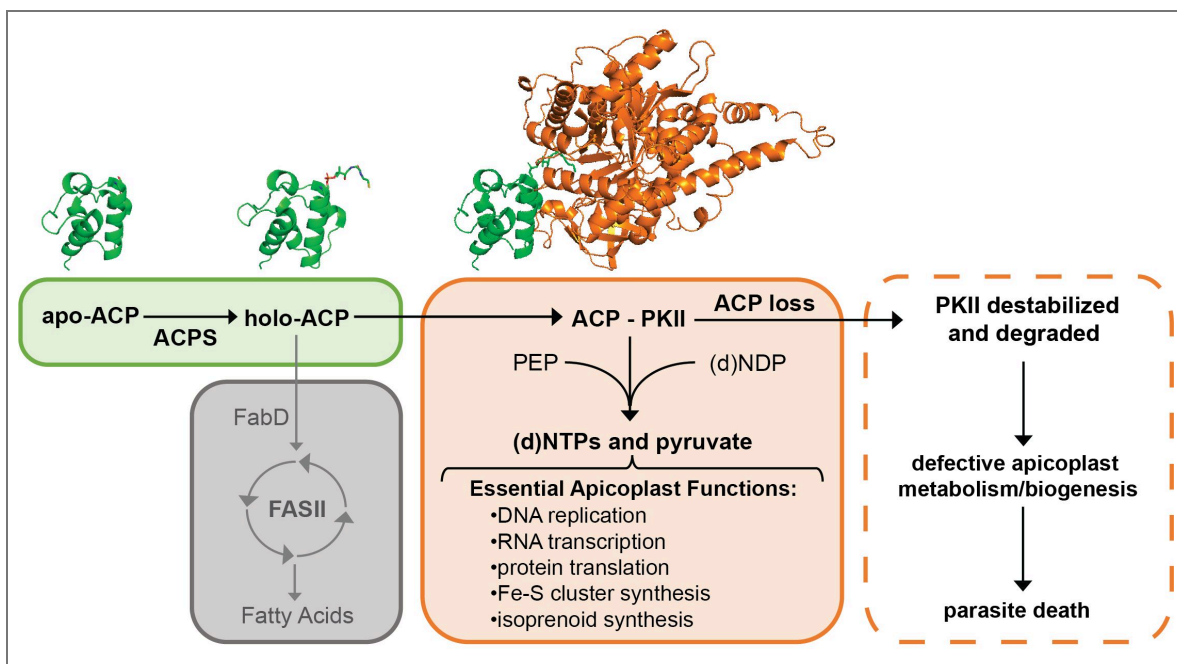 apo-ACP
ACPS
holo-ACP
FabD
FASII
Fatty Acids
ACP - PKII
ACP loss
PEP
(d)NDP
(d)NTPs and pyruvate
Essential Apicoplast Functions:
•DNA replication
•RNA transcription
•protein translation
•Fe-S cluster synthesis
•isoprenoid synthesis
PKII destabilized
and degraded
defective apicoplast
metabolism/biogenesis
parasite death